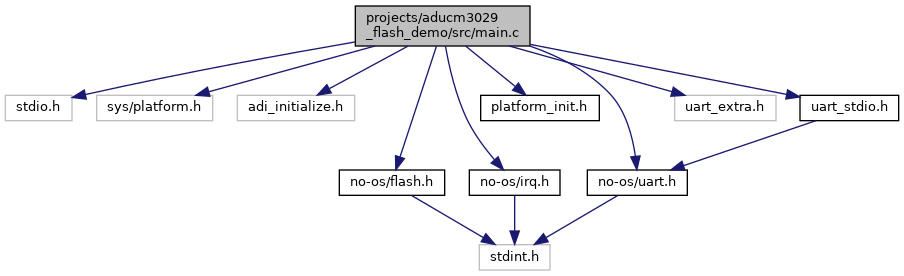 projects/aducm3029
_flash_demo/src/main.c
stdio.h
sys/platform.h
adi_initialize.h
platform_init.h
uart_extra.h
uart_stdio.h
no-os/flash.h
no-os/irq.h
no-os/uart.h
stdint.h